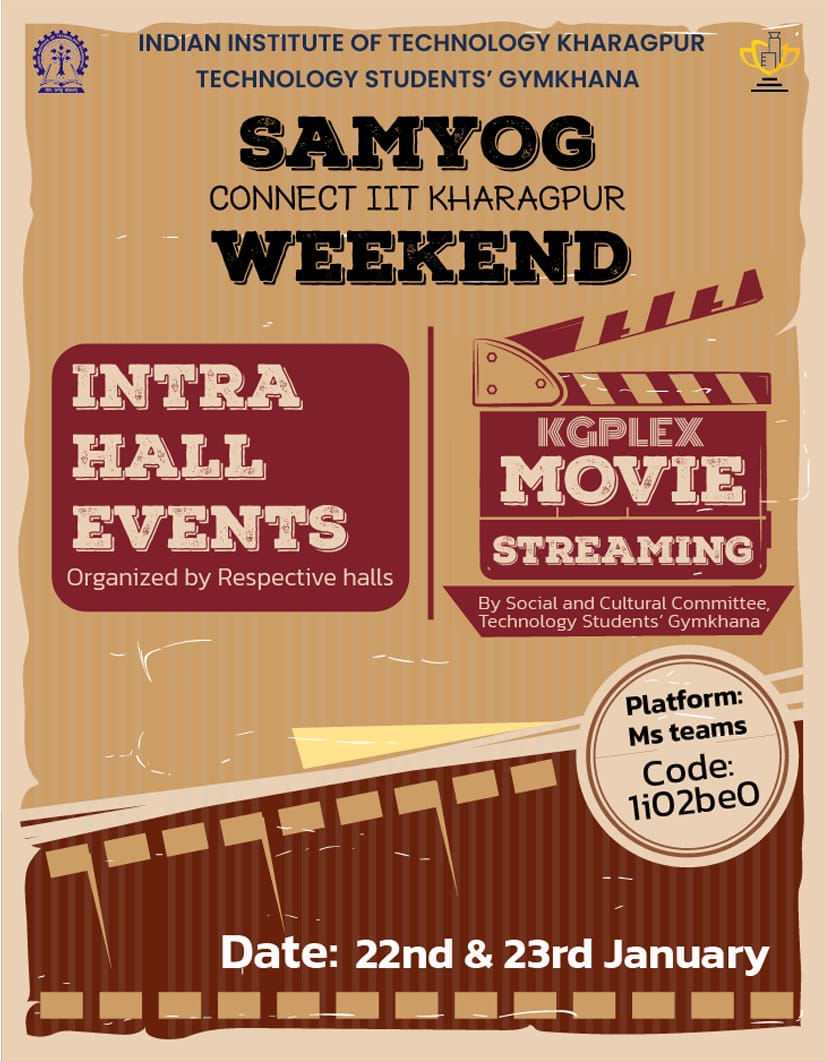 INDIAN INSTITUTE OF TECHNOLOGY KHARAGPUR
TECHNOLOGY STUDENTS' GYMKHANA
SAMYOG
CONNECT IIT KHARAGPUR
WEEKEND
INTRA
HALL
EVENTS
Organized by Respective halls
KGPLEX
MOVIE
STREAMING
By Social and Cultural Committee,
Technology Students' Gymkhana
Platform:
Ms teams
Code:
1i02be0
Date: 22nd & 23rd January